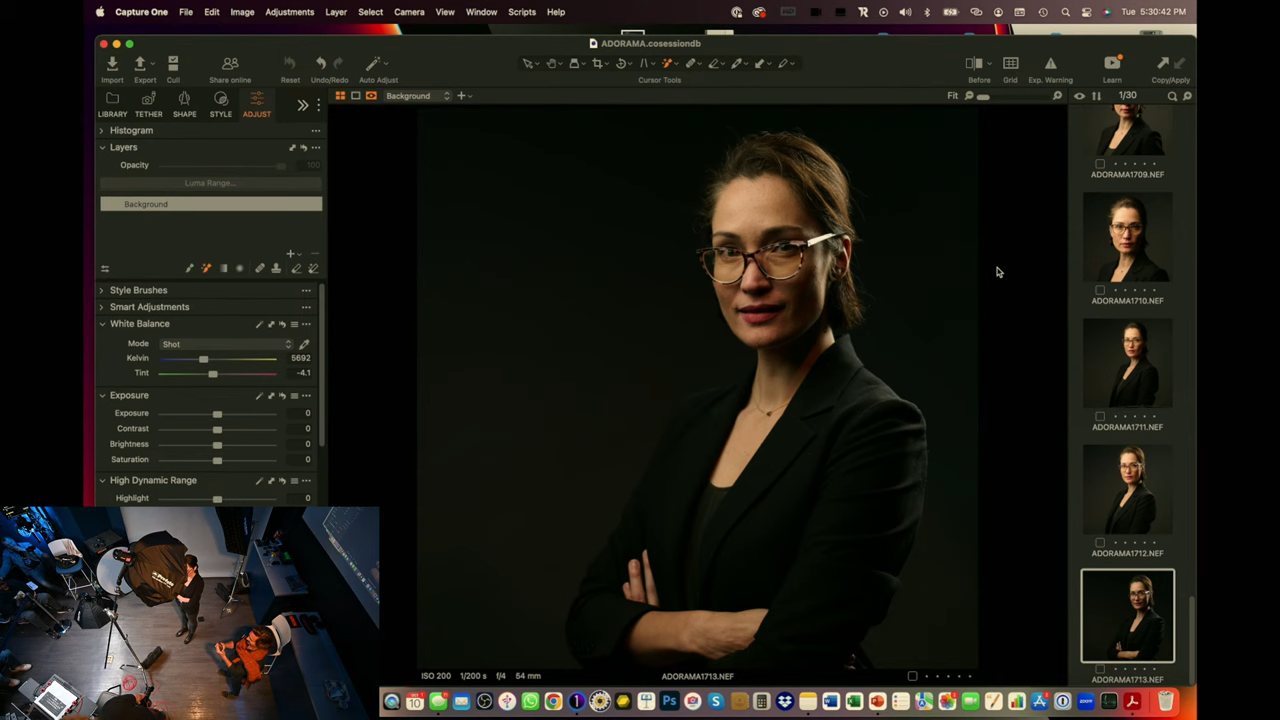 Capture One File Edit Image Adjustments Layer Select Camera View Window Scripts Help
Tue 5:30:42 PM
ADORAMA.cosessiondb
Import Export Cull Share online Reset Undo/Redo Auto Adjust Cursor Tools Before Grid Exp. Warning Learn Copy/Apply
LIBRARY TETHER SHAPE STYLE ADJUST
Background
Fit
1/30
Histogram
Layers
Opacity 100
Luma Range...
Background
Style Brushes
Smart Adjustments
White Balance
Mode Shot
Kelvin 5692
Tint -4.1
Exposure
Exposure 0
Contrast 0
Brightness 0
Saturation 0
High Dynamic Range
Highlight 0
ADORAMA1709.NEF
ADORAMA1710.NEF
ADORAMA1711.NEF
ADORAMA1712.NEF
ADORAMA1713.NEF
ISO 200 1/200 s f/4 54 mm
ADORAMA1713.NEF